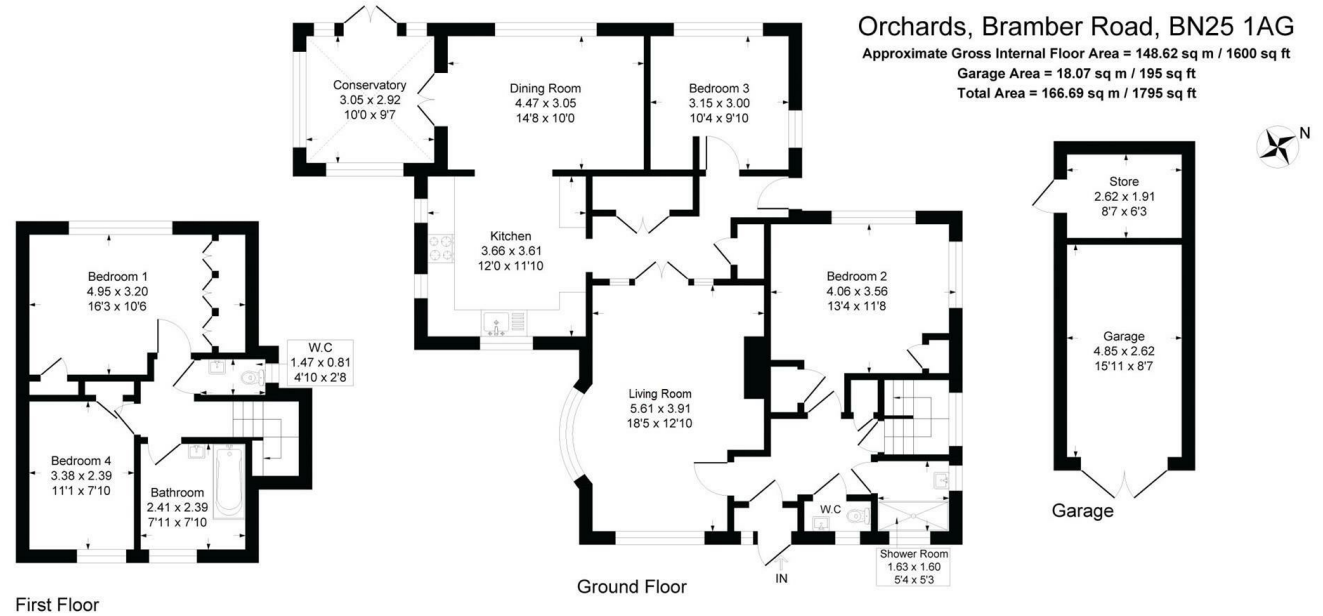 Orchards, Bramber Road, BN25 1AG
Approximate Gross Internal Floor Area = 148.62 sq m / 1600 sq ft
Garage Area = 18.07 sq m / 195 sq ft
Total Area = 166.69 sq m / 1795 sq ft
N
Conservatory
3.05 x 2.92
10'0 x 9'7
Dining Room
4.47 x 3.05
14'8 x 10'0
Bedroom 3
3.15 x 3.00
10'4 x 9'10
Store
2.62 x 1.91
8'7 x 6'3
Kitchen
3.66 x 3.61
12'0 x 11'10
Bedroom 1
4.95 x 3.20
16'3 x 10'6
Bedroom 2
4.06 x 3.56
13'4 x 11'8
W.C
1.47 x 0.81
4'10 x 2'8
Garage
4.85 x 2.62
15'11 x 8'7
Living Room
5.61 x 3.91
18'5 x 12'10
Bedroom 4
3.38 x 2.39
11'1 x 7'10
Bathroom
2.41 x 2.39
7'11 x 7'10
W.C
Shower Room
1.63 x 1.60
5'4 x 5'3
IN
Garage
Ground Floor
First Floor